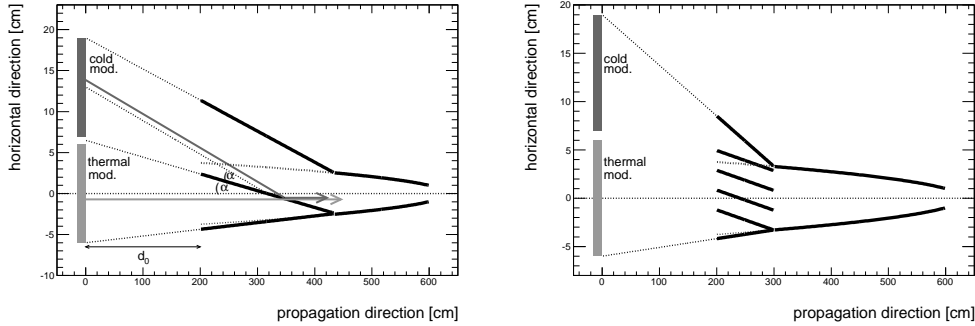 horizontal direction [cm]
20
15
10
5
0
-5
-10
cold
mod.
thermal
mod.
α
α
d0
0 100 200 300 400 500 600
propagation direction [cm]
horizontal direction [cm]
20
15
10
5
0
-5
cold
mod.
thermal
mod.
0 100 200 300 400 500 600
propagation direction [cm]